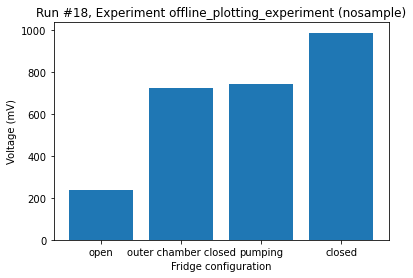 Run #18, Experiment offline_plotting_experiment (nosample)
1000
800
600
400
200
0
Voltage (mV)
open
outer chamber closed
pumping
closed
Fridge configuration